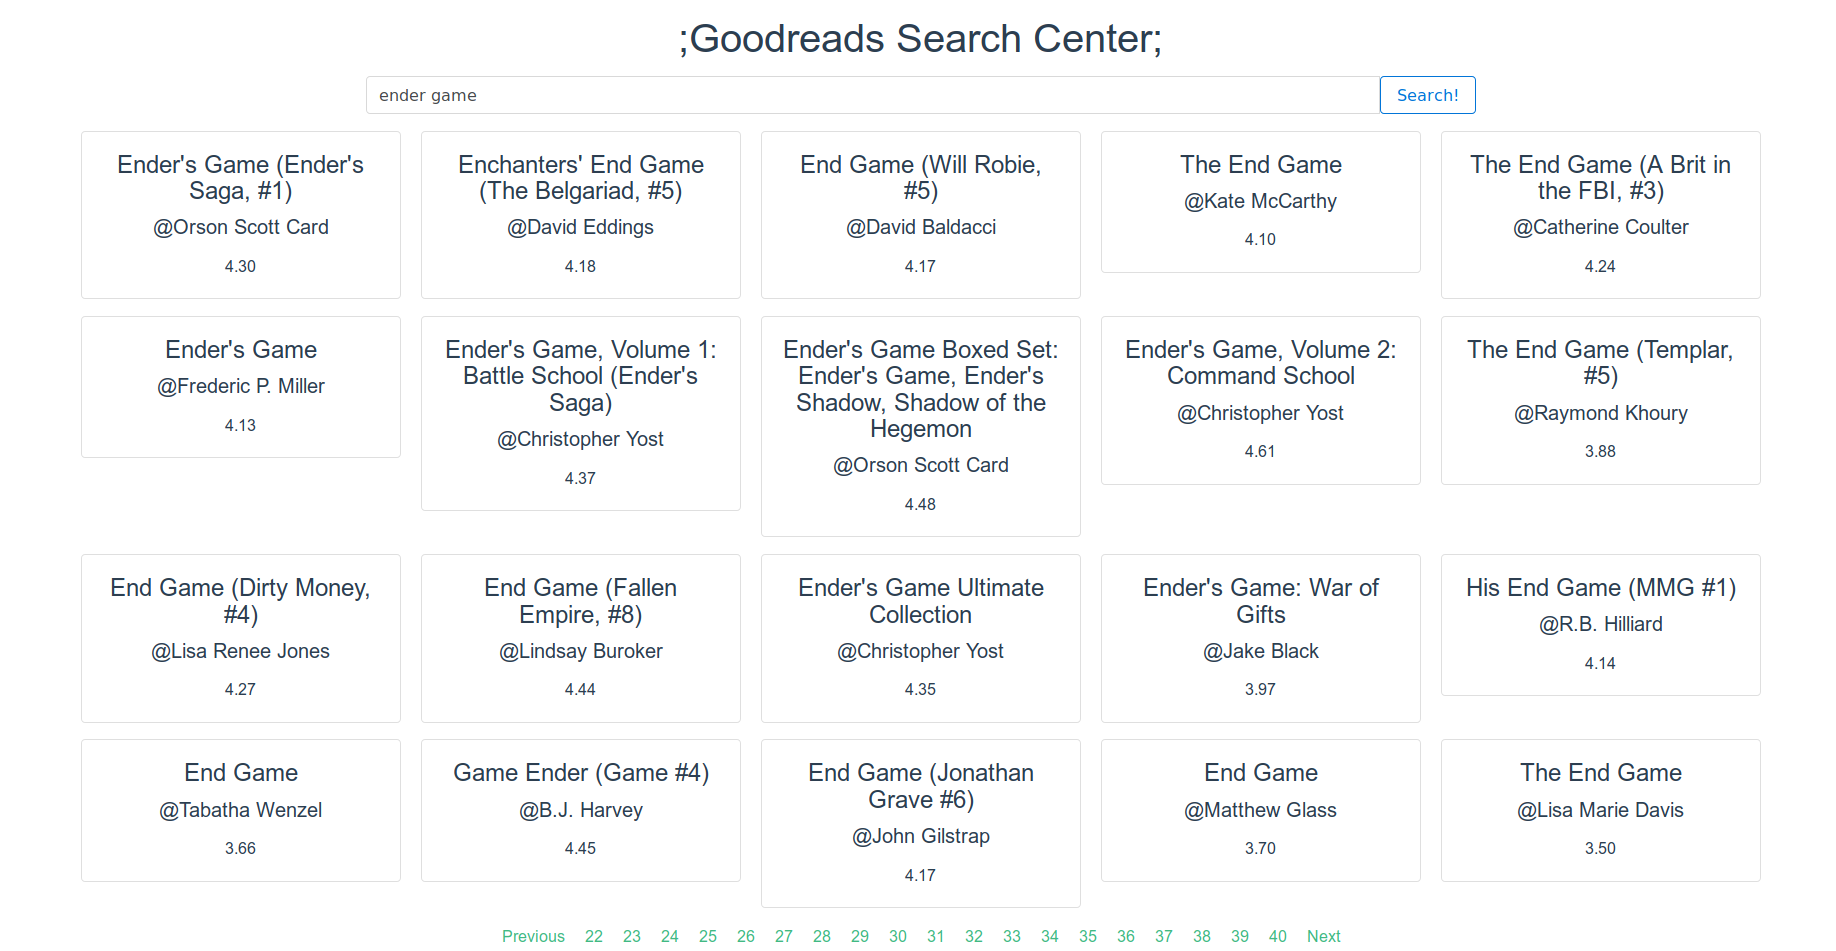 ;Goodreads Search Center;
ender game
Search!
Ender's Game (Ender's
Saga, #1)
@Orson Scott Card
4.30
Enchanters' End Game
(The Belgariad, #5)
@David Eddings
4.18
End Game (Will Robie,
#5)
@David Baldacci
4.17
The End Game
@Kate McCarthy
4.10
The End Game (A Brit in
the FBI, #3)
@Catherine Coulter
4.24
Ender's Game
@Frederic P. Miller
4.13
Ender's Game, Volume 1:
Battle School (Ender's
Saga)
@Christopher Yost
4.37
Ender's Game Boxed Set:
Ender's Game, Ender's
Shadow, Shadow of the
Hegemon
@Orson Scott Card
4.48
Ender's Game, Volume 2:
Command School
@Christopher Yost
4.61
The End Game (Templar,
#5)
@Raymond Khoury
3.88
End Game (Dirty Money,
#4)
@Lisa Renee Jones
4.27
End Game (Fallen
Empire, #8)
@Lindsay Buroker
4.44
Ender's Game Ultimate
Collection
@Christopher Yost
4.35
Ender's Game: War of
Gifts
@Jake Black
3.97
His End Game (MMG #1)
@R.B. Hilliard
4.14
End Game
@Tabatha Wenzel
3.66
Game Ender (Game #4)
@B.J. Harvey
4.45
End Game (Jonathan
Grave #6)
@John Gilstrap
4.17
End Game
@Matthew Glass
3.70
The End Game
@Lisa Marie Davis
3.50
Previous 22 23 24 25 26 27 28 29 30 31 32 33 34 35 36 37 38 39 40 Next